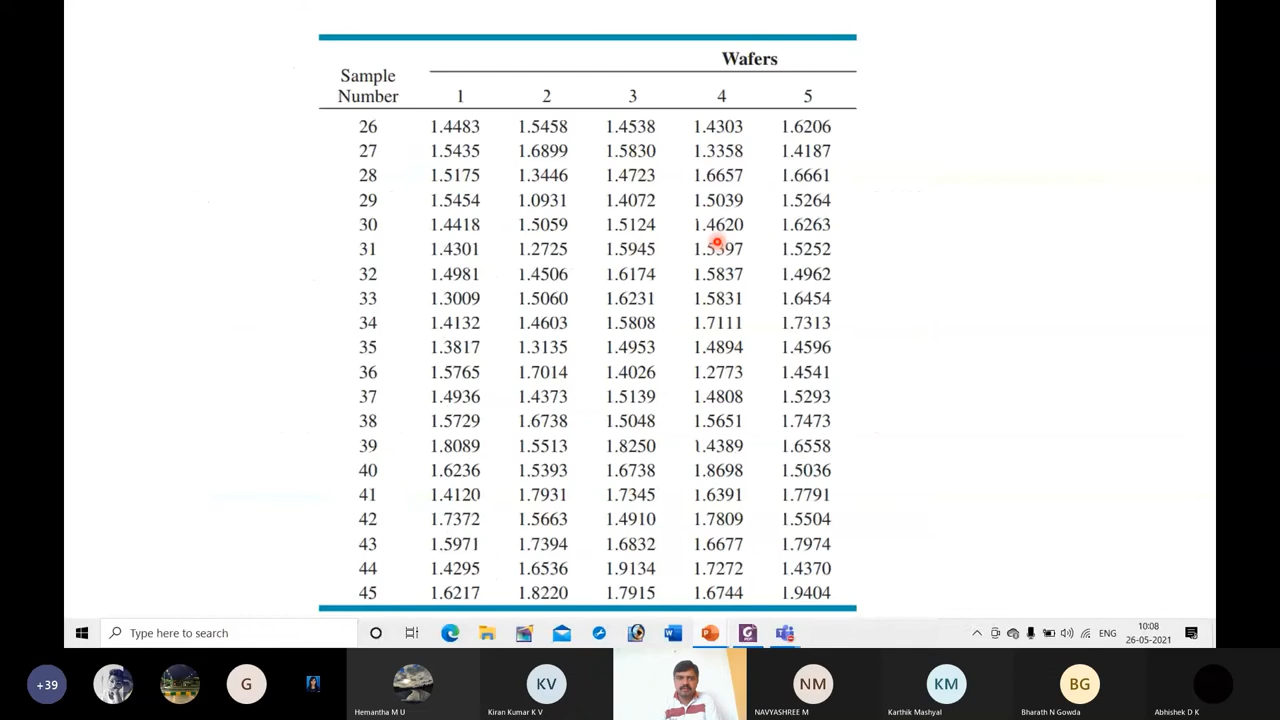 Wafers
Sample
Number 1 2 3 4 5
26 1.4483 1.5458 1.4538 1.4303 1.6206
27 1.5435 1.6899 1.5830 1.3358 1.4187
28 1.5175 1.3446 1.4723 1.6657 1.6661
29 1.5454 1.0931 1.4072 1.5039 1.5264
30 1.4418 1.5059 1.5124 1.4620 1.6263
31 1.4301 1.2725 1.5945 1.5397 1.5252
32 1.4981 1.4506 1.6174 1.5837 1.4962
33 1.3009 1.5060 1.6231 1.5831 1.6454
34 1.4132 1.4603 1.5808 1.7111 1.7313
35 1.3817 1.3135 1.4953 1.4894 1.4596
36 1.5765 1.7014 1.4026 1.2773 1.4541
37 1.4936 1.4373 1.5139 1.4808 1.5293
38 1.5729 1.6738 1.5048 1.5651 1.7473
39 1.8089 1.5513 1.8250 1.4389 1.6558
40 1.6236 1.5393 1.6738 1.8698 1.5036
41 1.4120 1.7931 1.7345 1.6391 1.7791
42 1.7372 1.5663 1.4910 1.7809 1.5504
43 1.5971 1.7394 1.6832 1.6677 1.7974
44 1.4295 1.6536 1.9134 1.7272 1.4370
45 1.6217 1.8220 1.7915 1.6744 1.9404
Type here to search
ENG
10:08
26-05-2021
+39 G KV NM KM BG
Hemantha M U Kiran Kumar K V NAVYASHREE M Karthik Mashyal Bharath N Gowda Abhishek D K